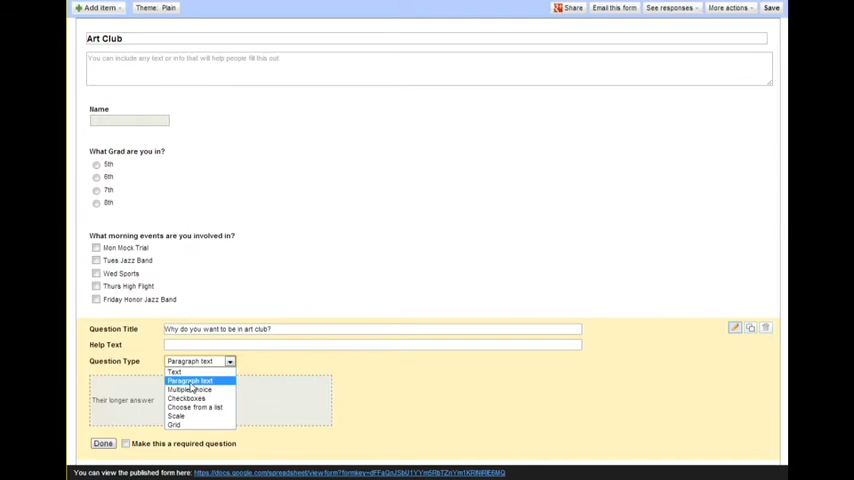 Add item
Theme: Plain
Share
Email this form
See responses
More actions
Save
Art Club
You can include any text or info that will help people fill this out
Name
What Grad are you in?
5th
6th
7th
8th
What morning events are you involved in?
Mon Mock Trial
Tues Jazz Band
Wed Sports
Thurs High Flight
Friday Honor Jazz Band
Question Title
Why do you want to be in art club?
Help Text
Question Type
Paragraph text
Text
Paragraph text
Multiple choice
Their longer answer
Checkboxes
Choose from a list
Scale
Grid
Done
Make this a required question
You can view the published form here: